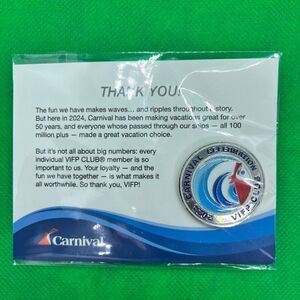 THANK YOU!
The fun we have makes waves... and ripples throughout history.
But here in 2024, Carnival has been making vacations great for over
50 years, and everyone whose passed through our ships — all 100
million plus — made a great vacation choice.
But it's not all about big numbers: every
individual VIFP CLUB® member is so
important to us. Your loyalty — and the
fun we have together — is what makes it
all worthwhile. So thank you, VIFP!
CARNIVAL CELEBRATION
VIFP CLUB
Carnival